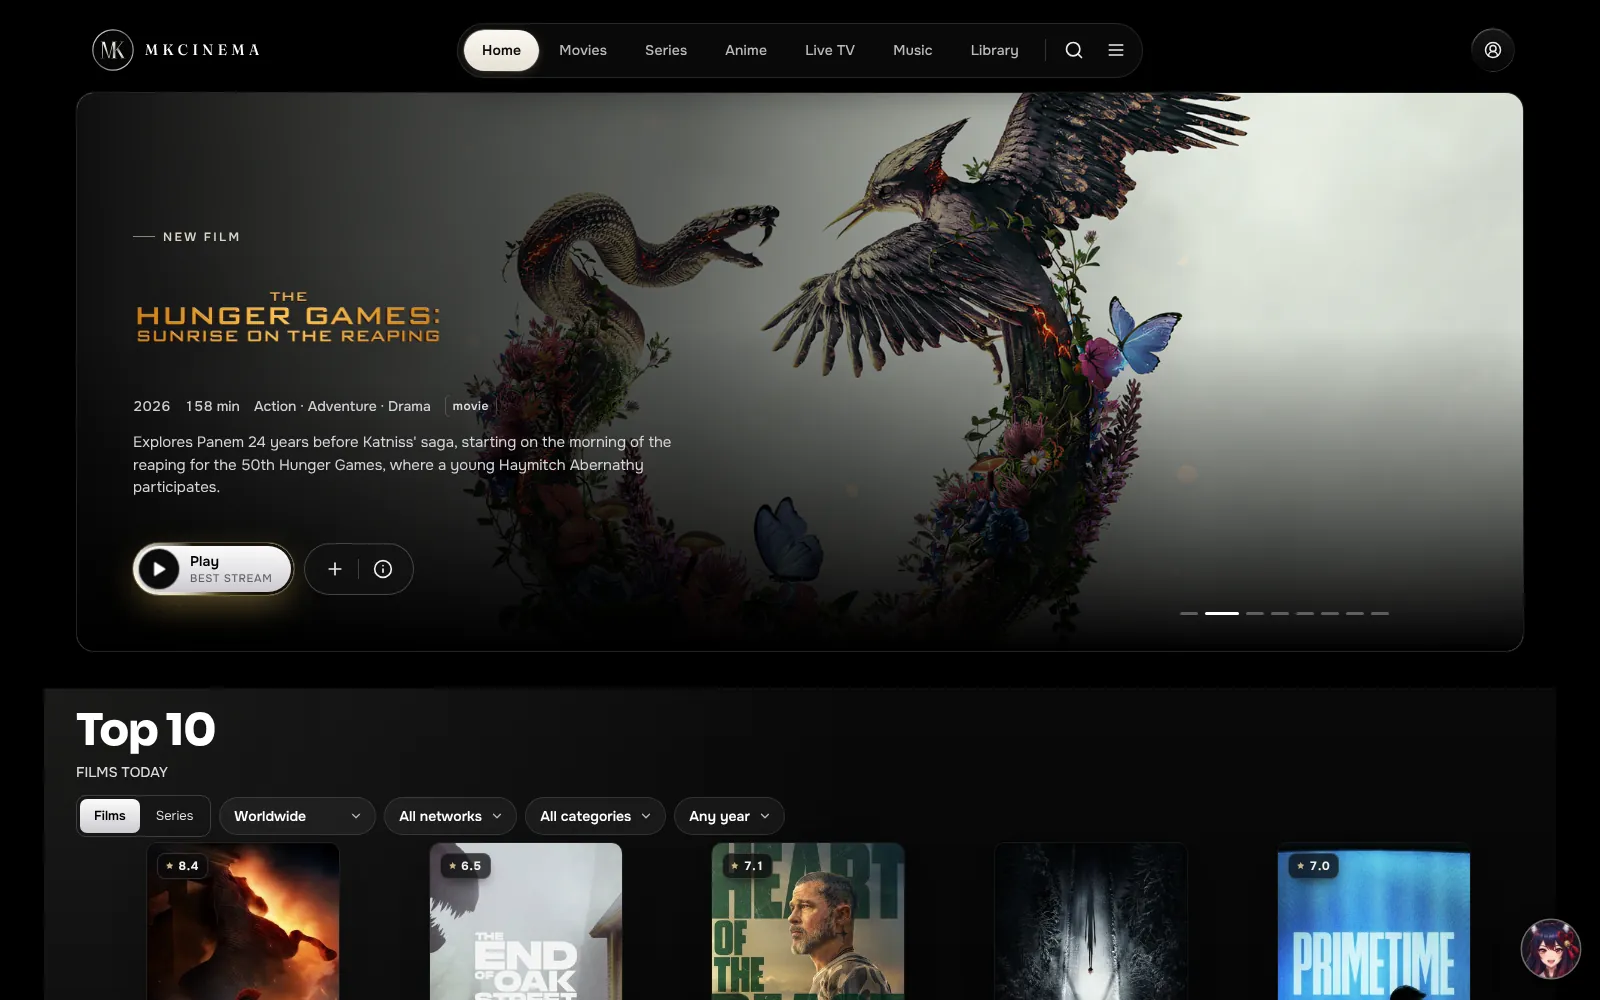 MK MKCINEMA
Home Movies Series Anime Live TV Music Library
NEW FILM
THE
HUNGER GAMES:
SUNRISE ON THE REAPING
2026 158 min Action · Adventure · Drama movie
Explores Panem 24 years before Katniss' saga, starting on the morning of the
reaping for the 50th Hunger Games, where a young Haymitch Abernathy
participates.
Play
BEST STREAM
Top 10
FILMS TODAY
Films Series Worldwide All networks All categories Any year
8.4
6.5
THE
END
OF OAK
STREET
7.1
HEART
OF
THE
7.0
PRIMETIME